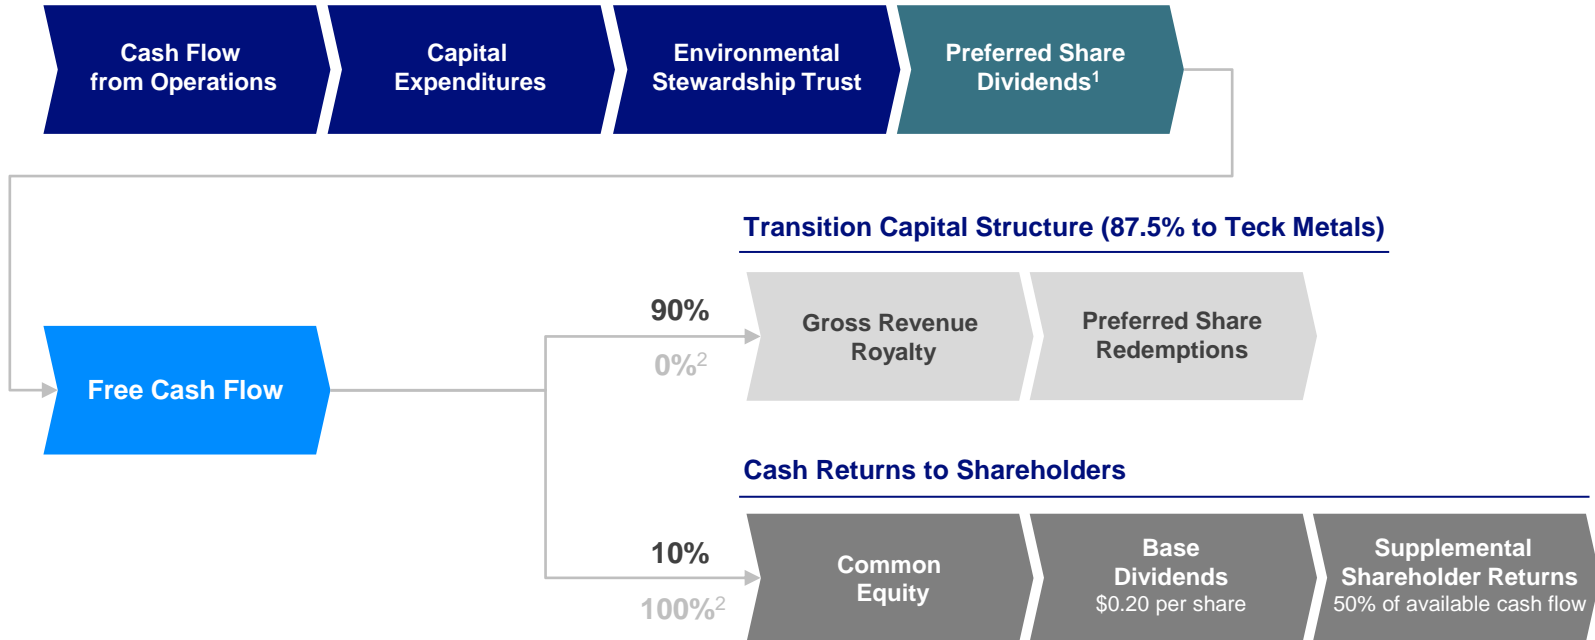 Cash Flow
from Operations
Capital
Expenditures
Environmental
Stewardship Trust
Preferred Share
Dividends¹
Transition Capital Structure (87.5% to Teck Metals)
90%
0%²
Gross Revenue
Royalty
Preferred Share
Redemptions
Free Cash Flow
Cash Returns to Shareholders
10%
100%²
Common
Equity
Base
Dividends
$0.20 per share
Supplemental
Shareholder Returns
50% of available cash flow